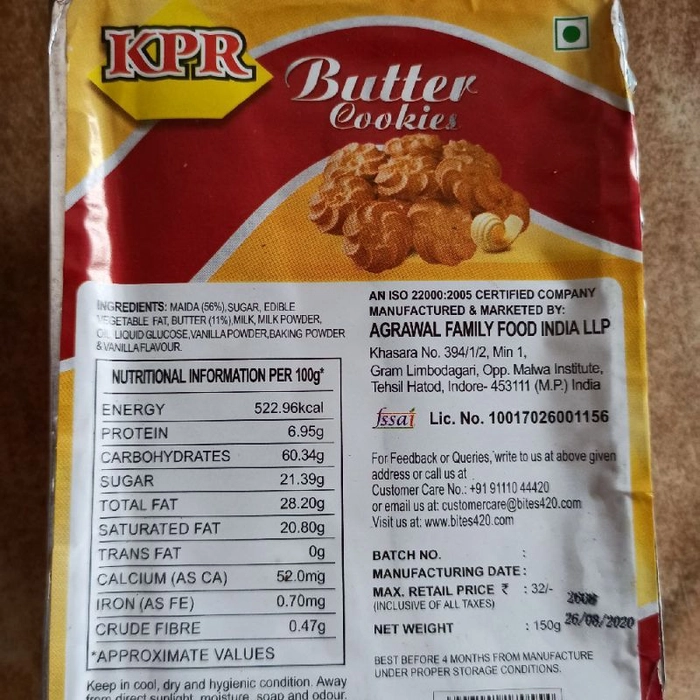 KPR
Butter
Cookies
INGREDIENTS: MAIDA (56%),SUGAR, EDIBLE
VEGETABLE FAT, BUTTER (11%),MILK, MILK POWDER,
OIL, LIQUID GLUCOSE,VANILLA POWDER,BAKING POWDER
& VANILLA FLAVOUR.
NUTRITIONAL INFORMATION PER 100g*
ENERGY 522.96kcal
PROTEIN 6.95g
CARBOHYDRATES 60.34g
SUGAR 21.39g
TOTAL FAT 28.20g
SATURATED FAT 20.80g
TRANS FAT 0g
CALCIUM (AS CA) 52.0mg
IRON (AS FE) 0.70mg
CRUDE FIBRE 0.47g
*APPROXIMATE VALUES
Keep in cool, dry and hygienic condition. Away
from direct sunlight, moisture, soap and odour.
AN ISO 22000:2005 CERTIFIED COMPANY
MANUFACTURED & MARKETED BY:
AGRAWAL FAMILY FOOD INDIA LLP
Khasara No. 394/1/2, Min 1,
Gram Limbodagari, Opp. Malwa Institute,
Tehsil Hatod, Indore- 453111 (M.P.) India
fssai Lic. No. 10017026001156
For Feedback or Queries, write to us at above given
address or call us at
Customer Care No.: +91 91110 44420
or email us at: customercare@bites420.com
Visit us at: www.bites420.com
BATCH NO. :
MANUFACTURING DATE :
MAX. RETAIL PRICE ₹ : 32/-
(INCLUSIVE OF ALL TAXES)
26/08/2020
NET WEIGHT : 150g
BEST BEFORE 4 MONTHS FROM MANUFACTURE
UNDER PROPER STORAGE CONDITIONS.